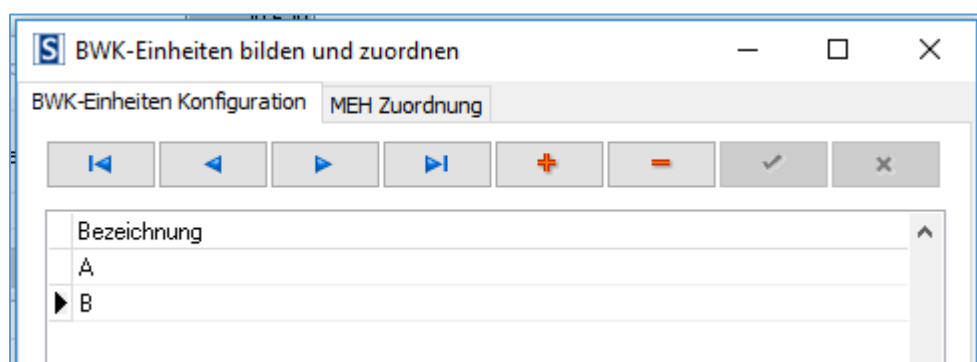 S BWK-Einheiten bilden und zuordnen
BWK-Einheiten Konfiguration MEH Zuordnung
Bezeichnung
A
B